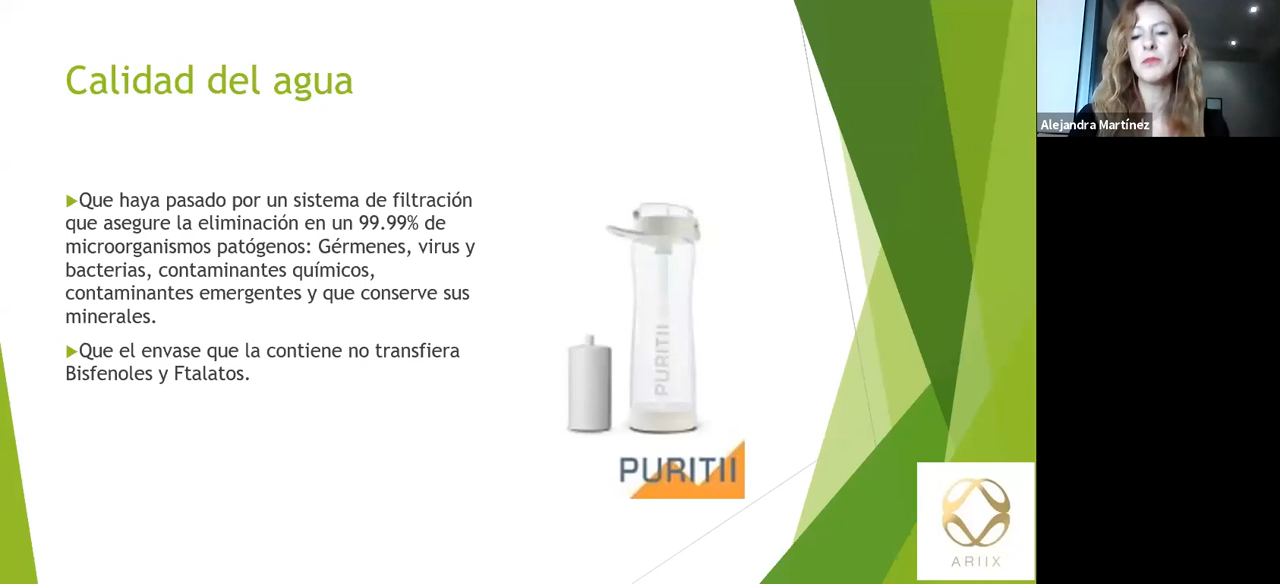 Calidad del agua
Que haya pasado por un sistema de filtración
que asegure la eliminación en un 99.99% de
microorganismos patógenos: Gérmenes, virus y
bacterias, contaminantes químicos,
contaminantes emergentes y que conserve sus
minerales.
Que el envase que la contiene no transfiera
Bisfenoles y Ftalatos.
PURITII
PURITII
ARIIX
Alejandra Martínez